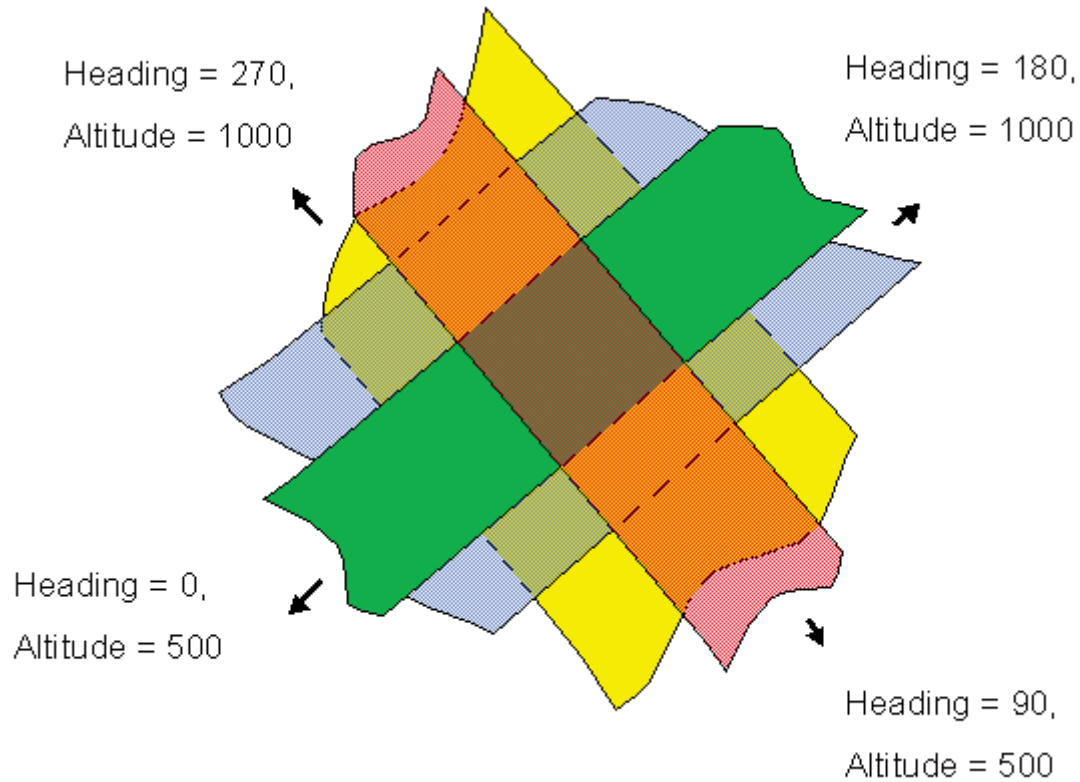 Heading = 270,
Altitude = 1000
Heading = 180,
Altitude = 1000
Heading = 0,
Altitude = 500
Heading = 90,
Altitude = 500